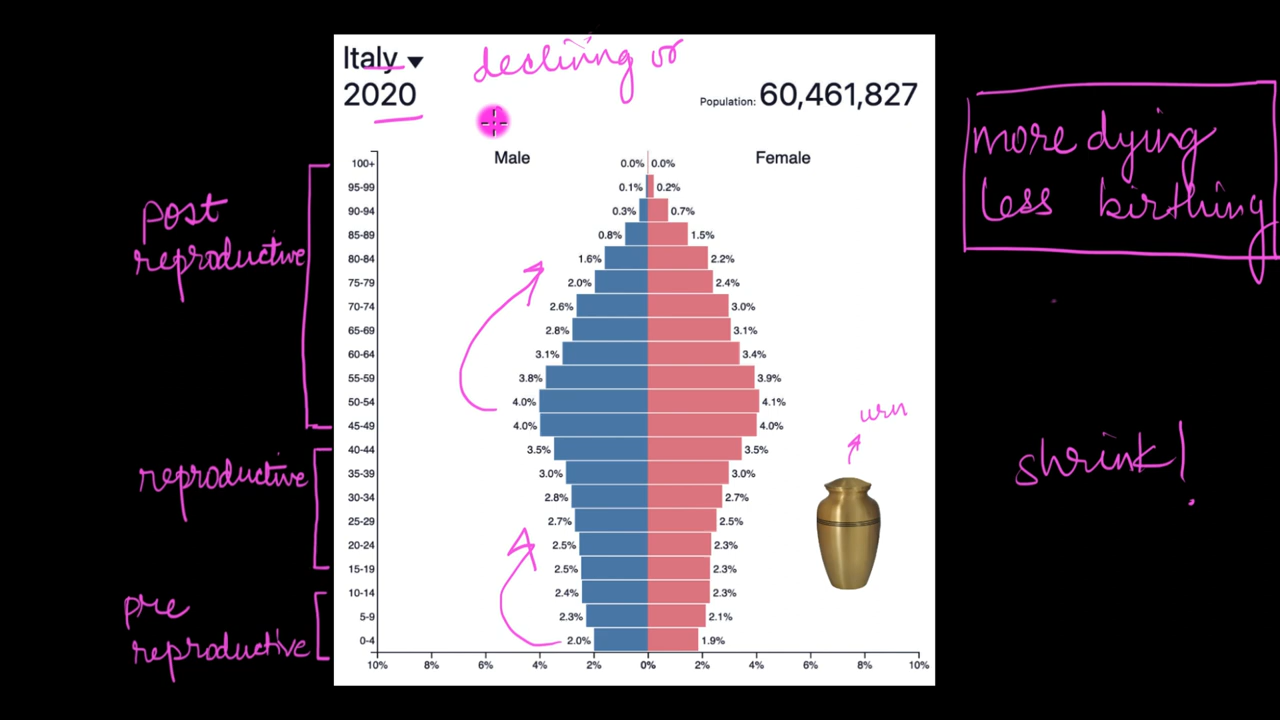 Italy
2020
declining or
Population: 60,461,827
Male
Female
100+ 0.0% 0.0%
95-99 0.1% 0.2%
90-94 0.3% 0.7%
85-89 0.8% 1.5%
80-84 1.6% 2.2%
75-79 2.0% 2.4%
70-74 2.6% 3.0%
65-69 2.8% 3.1%
60-64 3.1% 3.4%
55-59 3.8% 3.9%
50-54 4.0% 4.1%
45-49 4.0% 4.0%
40-44 3.5% 3.5%
35-39 3.0% 3.0%
30-34 2.8% 2.7%
25-29 2.7% 2.5%
20-24 2.5% 2.3%
15-19 2.5% 2.3%
10-14 2.4% 2.3%
5-9 2.3% 2.1%
0-4 2.0% 1.9%
10% 8% 6% 4% 2% 0% 2% 4% 6% 8% 10%
post
reproductive
reproductive
pre
reproductive
more dying
less birthing
urn
shrink!